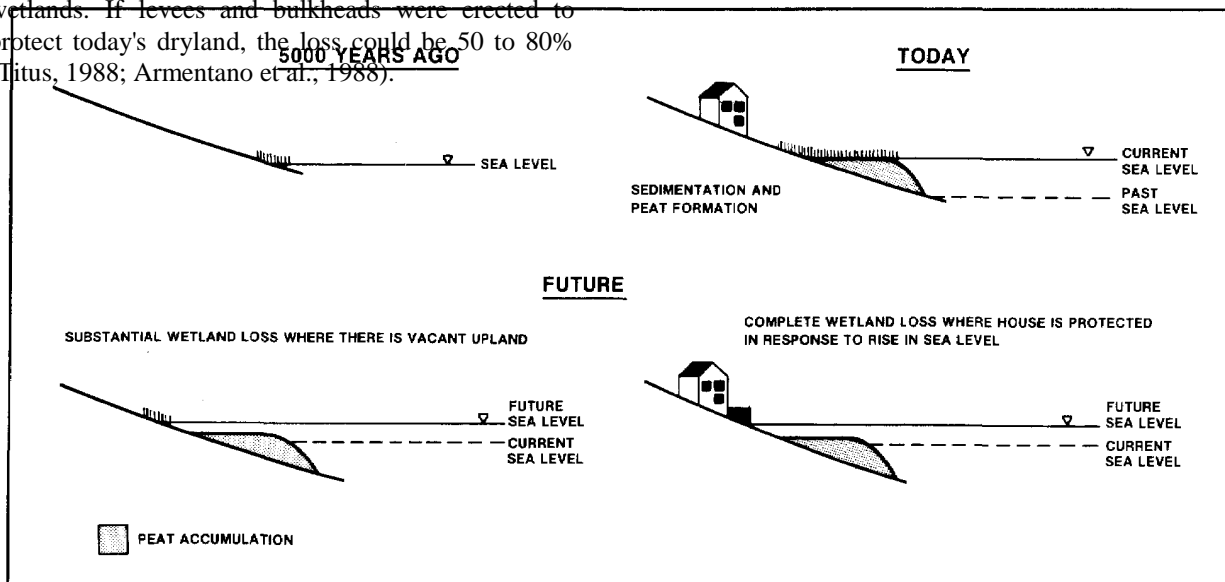 wetlands. If levees and bulkheads were erected to
protect today's dryland, the loss could be 50 to 80%
(Titus, 1988; Armentano et al., 1988).
5000 YEARS AGO
SEA LEVEL
TODAY
CURRENT
SEA LEVEL
PAST
SEA LEVEL
SEDIMENTATION AND
PEAT FORMATION
FUTURE
SUBSTANTIAL WETLAND LOSS WHERE THERE IS VACANT UPLAND
FUTURE
SEA LEVEL
CURRENT
SEA LEVEL
COMPLETE WETLAND LOSS WHERE HOUSE IS PROTECTED
IN RESPONSE TO RISE IN SEA LEVEL
FUTURE
SEA LEVEL
CURRENT
SEA LEVEL
PEAT ACCUMULATION